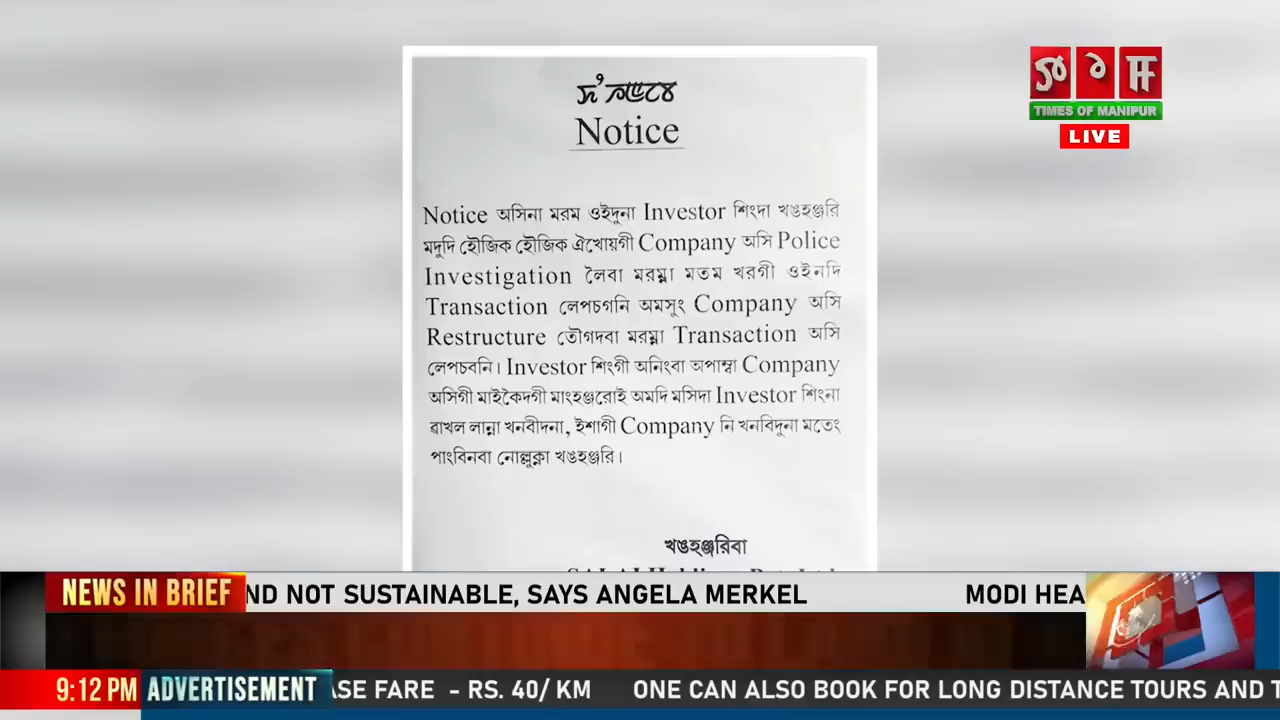 Notice
Notice অসিনা মরম ওইদুনা Investor শিংদা খঙহঞ্জরি
মদুদি হৌজিক হৌজিক ঐখোয়গী Company অসি Police
Investigation লৈবা মরম্না মতম খরগী ওইনদি
Transaction লেপচগনি অমসুং Company অসি
Restructure তৌগদবা মরম্না Transaction অসি
লেপচবনি। Investor শিংগী অনিংবা অপাম্বা Company
অসিগী মাইকৈদগী মাংহঞ্জরোই অমদি মসিদা Investor শিংনা
ৱাখল লান্না খনবীদনা, ইশাগী Company নি খনবিদুনা মতেং
পাংবিনবা নোল্লুক্না খঙহঞ্জরি।
খঙহঞ্জরিবা
TIMES OF MANIPUR
LIVE
NEWS IN BRIEF
ND NOT SUSTAINABLE, SAYS ANGELA MERKEL MODI HEA
9:12 PM ADVERTISEMENT ASE FARE - RS. 40/ KM ONE CAN ALSO BOOK FOR LONG DISTANCE TOURS AND T